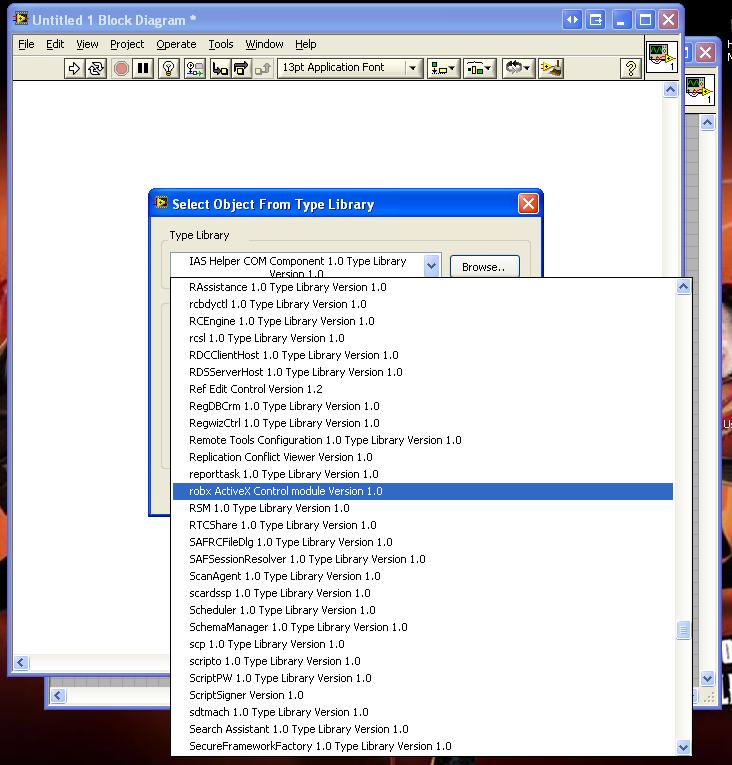 Untitled 1 Block Diagram *
File Edit View Project Operate Tools Window Help
13pt Application Font
?
1
1
Select Object From Type Library
Type Library
IAS Helper COM Component 1.0 Type Library
Version 1.0
Browse..
RAssistance 1.0 Type Library Version 1.0
rcbdyctl 1.0 Type Library Version 1.0
RCEngine 1.0 Type Library Version 1.0
rcsl 1.0 Type Library Version 1.0
RDCClientHost 1.0 Type Library Version 1.0
RDSServerHost 1.0 Type Library Version 1.0
Ref Edit Control Version 1.2
RegDBCrm 1.0 Type Library Version 1.0
RegwizCtrl 1.0 Type Library Version 1.0
Remote Tools Configuration 1.0 Type Library Version 1.0
Replication Conflict Viewer Version 1.0
reporttask 1.0 Type Library Version 1.0
robx ActiveX Control module Version 1.0
RSM 1.0 Type Library Version 1.0
RTCShare 1.0 Type Library Version 1.0
SAFRCFileDlg 1.0 Type Library Version 1.0
SAFSessionResolver 1.0 Type Library Version 1.0
ScanAgent 1.0 Type Library Version 1.0
scardssp 1.0 Type Library Version 1.0
Scheduler 1.0 Type Library Version 1.0
SchemaManager 1.0 Type Library Version 1.0
scp 1.0 Type Library Version 1.0
scripto 1.0 Type Library Version 1.0
ScriptPW 1.0 Type Library Version 1.0
ScriptSigner Version 1.0
sdtmach 1.0 Type Library Version 1.0
Search Assistant 1.0 Type Library Version 1.0
SecureFrameworkFactory 1.0 Type Library Version 1.0